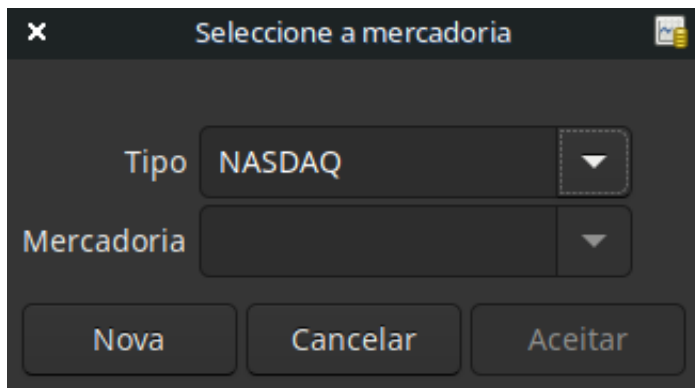 Seleccione a mercadoria
Tipo NASDAQ
Mercadoria
Nova Cancelar Aceitar